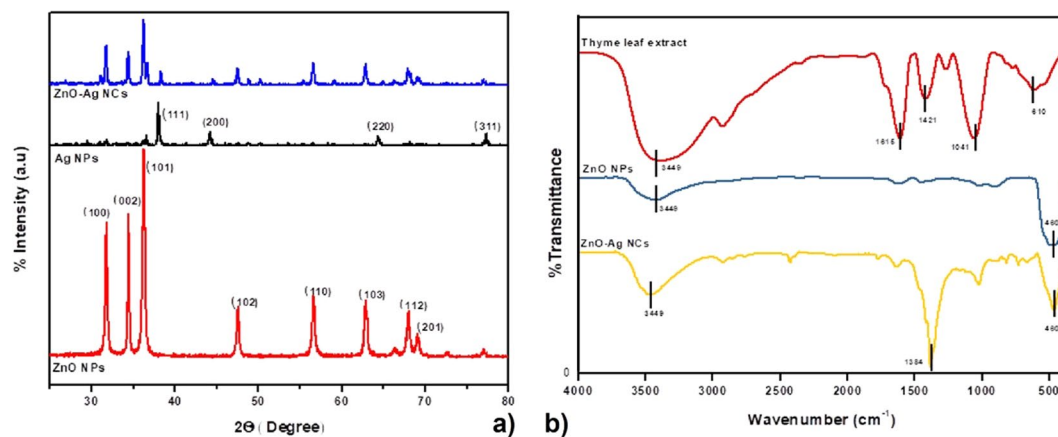 % Intensity (a.u)
ZnO-Ag NCs
(111)
(200)
(220)
(311)
Ag NPs
(101)
(100)
(002)
(102)
(110)
(103)
(112)
(201)
ZnO NPs
30 40 50 60 70 80
2Θ ( Degree)
a)
b)
%Transmittance
Thyme leaf extract
3449
1615
1421
1041
610
ZnO NPs
3449
460
ZnO-Ag NCs
3449
1384
460
0
4000 3500 3000 2500 2000 1500 1000 500
Wavenumber (cm⁻¹)